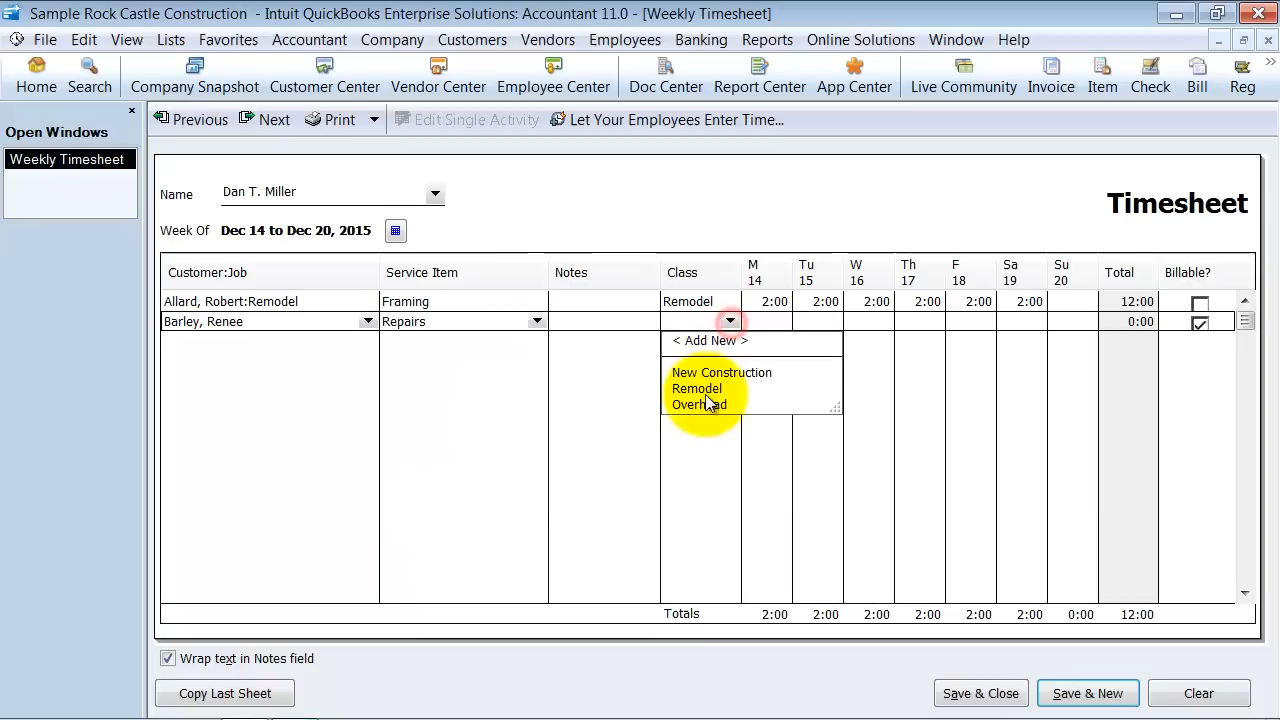 Sample Rock Castle Construction - Intuit QuickBooks Enterprise Solutions: Accountant 11.0 - [Weekly Timesheet]
File Edit View Lists Favorites Accountant Company Customers Vendors Employees Banking Reports Online Solutions Window Help
Home Search Company Snapshot Customer Center Vendor Center Employee Center Doc Center Report Center App Center Live Community Invoice Item Check Bill Reg
Open Windows
Weekly Timesheet
Previous Next Print Edit Single Activity Let Your Employees Enter Time...
Name Dan T. Miller
Timesheet
Week Of Dec 14 to Dec 20, 2015
Customer:Job Service Item Notes Class M 14 Tu 15 W 16 Th 17 F 18 Sa 19 Su 20 Total Billable?
Allard, Robert:Remodel Framing Remodel 2:00 2:00 2:00 2:00 2:00 2:00 12:00
Barley, Renee Repairs 0:00
< Add New >
New Construction
Remodel
Overhead
Totals 2:00 2:00 2:00 2:00 2:00 2:00 0:00 12:00
Wrap text in Notes field
Copy Last Sheet Save & Close Save & New Clear